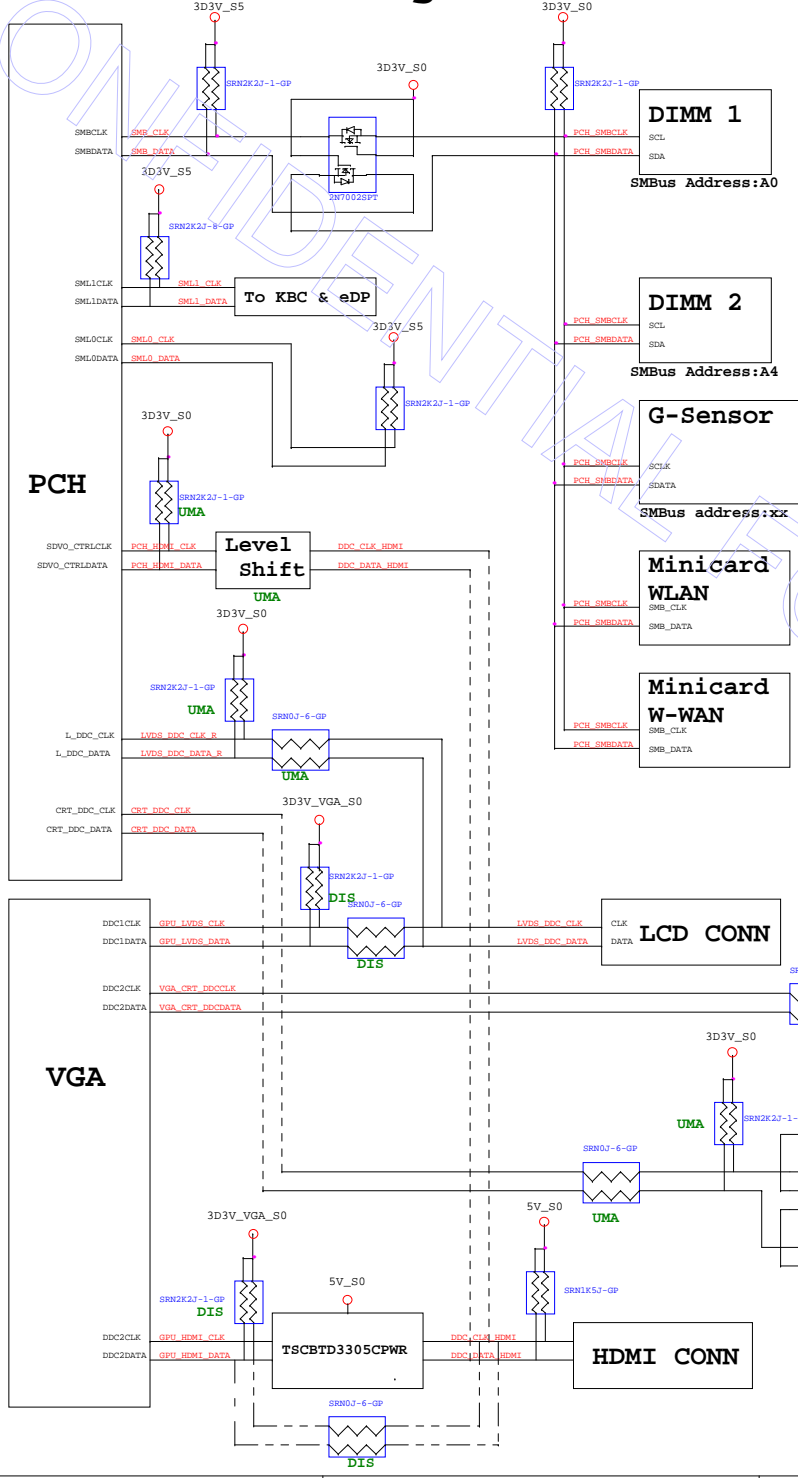 3D3V_S5
3D3V_S0
SRN2K2J-1-GP
3D3V_S0
SRN2K2J-1-GP
DIMM 1
SMBCLK
SMB_CLK
PCH_SMBCLK
SCL
SMBDATA
SMB_DATA
PCH_SMBDATA
SDA
3D3V_S5
2N7002SPT
SMBus Address:A0
SRN2K2J-8-GP
SML1CLK
SML1_CLK
To KBC & eDP
SML1DATA
SML1_DATA
DIMM 2
PCH_SMBCLK
SCL
PCH_SMBDATA
SDA
3D3V_S5
SML0CLK
SML0_CLK
SML0DATA
SML0_DATA
SMBus Address:A4
SRN2K2J-1-GP
3D3V_S0
G-Sensor
PCH_SMBCLK
SCLK
PCH_SMBDATA
SDATA
SMBus address:xx
PCH
SRN2K2J-1-GP
UMA
SDVO_CTRLCLK
PCH_HDMI_CLK
Level
Shift
DDC_CLK_HDMI
SDVO_CTRLDATA
PCH_HDMI_DATA
DDC_DATA_HDMI
UMA
Minicard
WLAN
PCH_SMBCLK
SMB_CLK
PCH_SMBDATA
SMB_DATA
3D3V_S0
SRN2K2J-1-GP
UMA
SRN0J-6-GP
Minicard
W-WAN
PCH_SMBCLK
SMB_CLK
PCH_SMBDATA
SMB_DATA
L_DDC_CLK
LVDS_DDC_CLK_R
L_DDC_DATA
LVDS_DDC_DATA_R
UMA
3D3V_VGA_S0
CRT_DDC_CLK
CRT_DDC_CLK
CRT_DDC_DATA
CRT_DDC_DATA
SRN2K2J-1-GP
DIS
SRN0J-6-GP
DDC1CLK
GPU_LVDS_CLK
LVDS_DDC_CLK
CLK
LCD CONN
DDC1DATA
GPU_LVDS_DATA
LVDS_DDC_DATA
DATA
DIS
DDC2CLK
VGA_CRT_DDCCLK
DDC2DATA
VGA_CRT_DDCDATA
VGA
3D3V_S0
UMA
SRN2K2J-1-
SRN0J-6-GP
UMA
3D3V_VGA_S0
5V_S0
5V_S0
SRN2K2J-1-GP
DIS
SRN1K5J-GP
DDC2CLK
GPU_HDMI_CLK
TSCBTD3305CPWR
DDC_CLK_HDMI
HDMI CONN
DDC2DATA
GPU_HDMI_DATA
DDC_DATA_HDMI
SRN0J-6-GP
DIS
ONFIDENTIAL